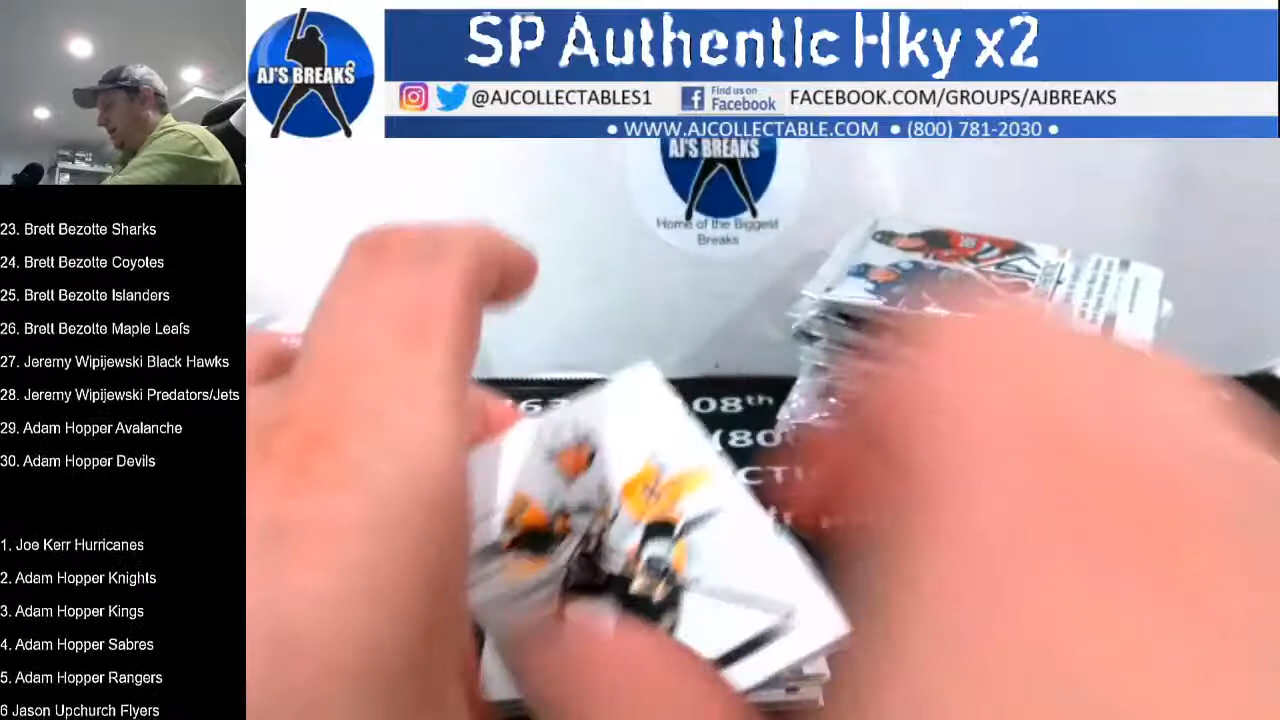 SP Authentic Hky x2
AJ'S BREAKS
@AJCOLLECTABLES1
Find us on
Facebook
FACEBOOK.COM/GROUPS/AJBREAKS
● WWW.AJCOLLECTABLE.COM ● (800) 781-2030 ●
AJ'S BREAKS
Home of the Biggest
Breaks
08th
(80
23. Brett Bezotte Sharks
24. Brett Bezotte Coyotes
25. Brett Bezotte Islanders
26. Brett Bezotte Maple Leafs
27. Jeremy Wipijewski Black Hawks
28. Jeremy Wipijewski Predators/Jets
29. Adam Hopper Avalanche
30. Adam Hopper Devils
1. Joe Kerr Hurricanes
2. Adam Hopper Knights
3. Adam Hopper Kings
4. Adam Hopper Sabres
5. Adam Hopper Rangers
6 Jason Upchurch Flyers